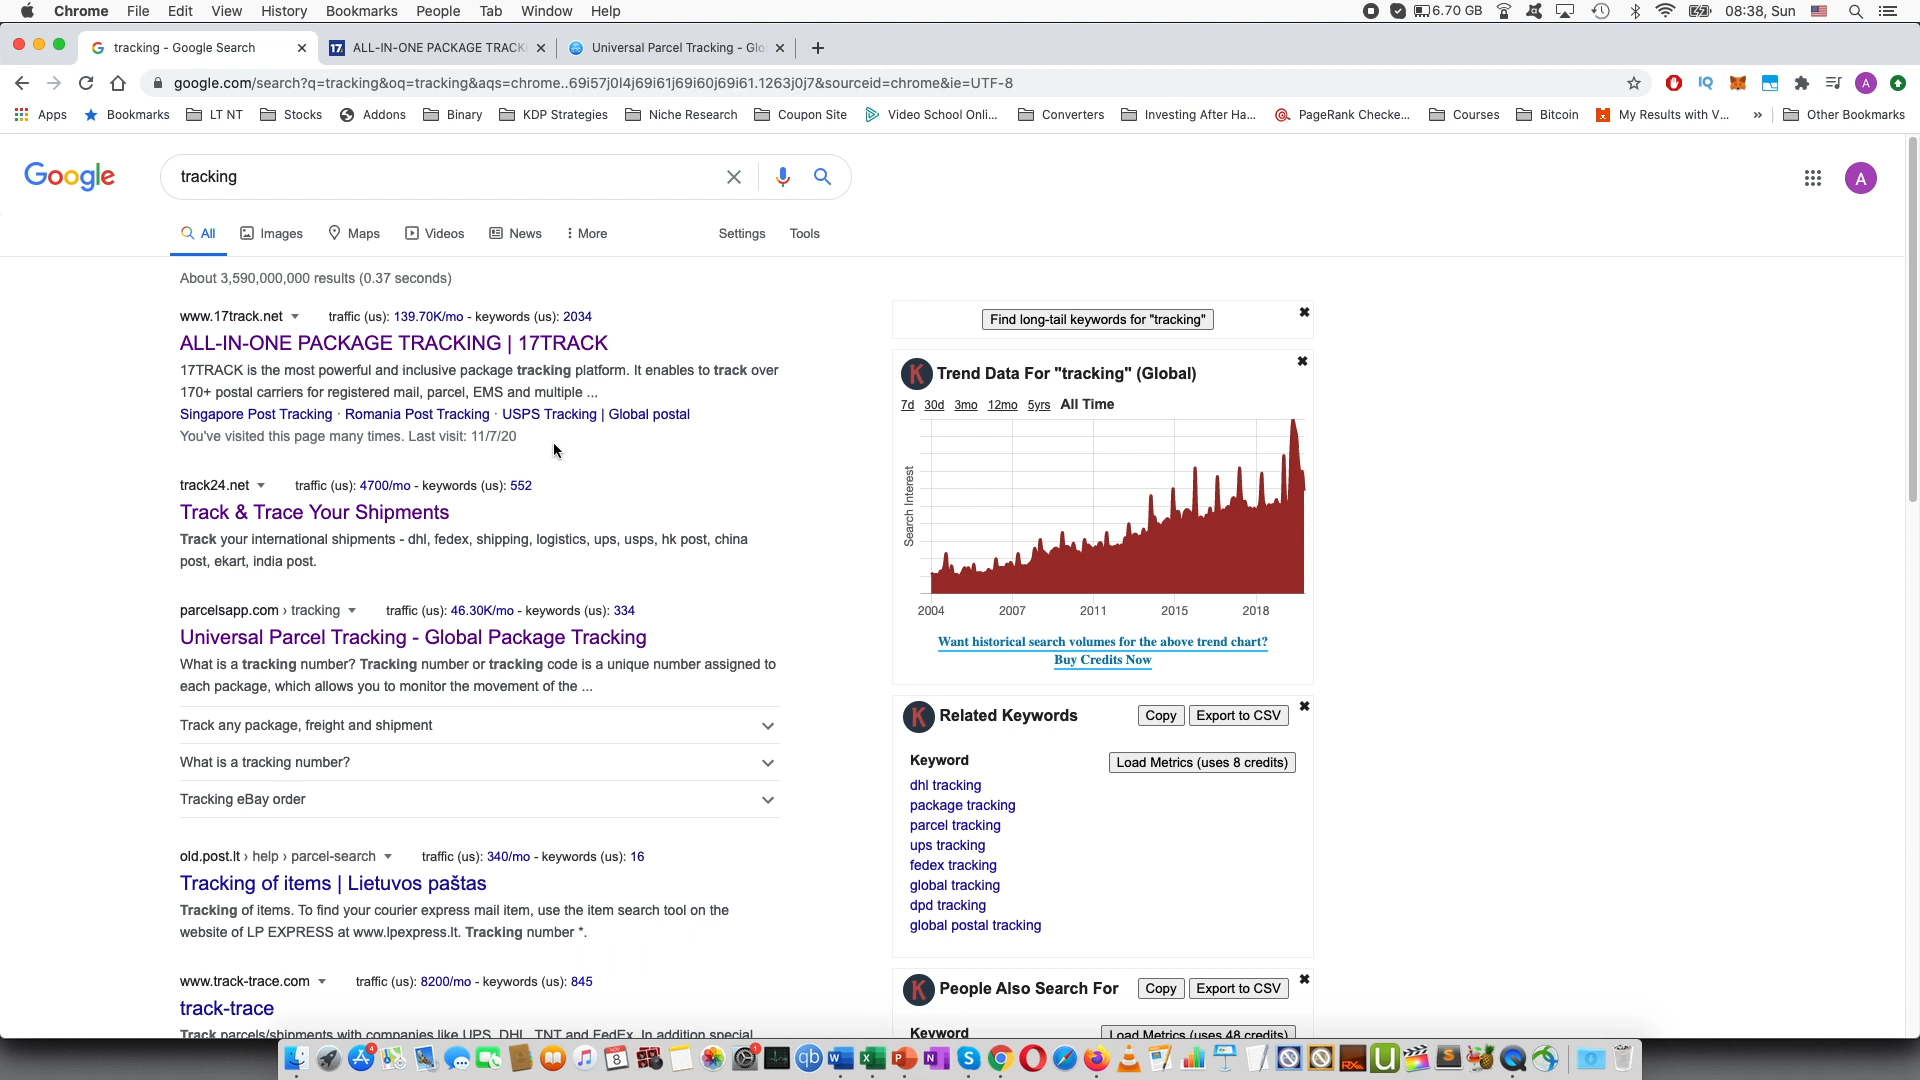 Chrome File Edit View History Bookmarks People Tab Window Help 6.70 GB 08:38, Sun
tracking - Google Search ALL-IN-ONE PACKAGE TRACK Universal Parcel Tracking - Glo
google.com/search?q=tracking&oq=tracking&aqs=chrome..69i57j0l4j69i61j69i60j69i61.1263j0j7&sourceid=chrome&ie=UTF-8
Apps Bookmarks LT NT Stocks Addons Binary KDP Strategies Niche Research Coupon Site Video School Onli... Converters Investing After Ha... PageRank Checke... Courses Bitcoin My Results with V... » Other Bookmarks
Google tracking A
All Images Maps Videos News More Settings Tools
About 3,590,000,000 results (0.37 seconds)
www.17track.net traffic (us): 139.70K/mo - keywords (us): 2034
ALL-IN-ONE PACKAGE TRACKING | 17TRACK
17TRACK is the most powerful and inclusive package tracking platform. It enables to track over
170+ postal carriers for registered mail, parcel, EMS and multiple ...
Singapore Post Tracking · Romania Post Tracking · USPS Tracking | Global postal
You've visited this page many times. Last visit: 11/7/20
track24.net traffic (us): 4700/mo - keywords (us): 552
Track & Trace Your Shipments
Track your international shipments - dhl, fedex, shipping, logistics, ups, usps, hk post, china
post, ekart, india post.
parcelsapp.com › tracking traffic (us): 46.30K/mo - keywords (us): 334
Universal Parcel Tracking - Global Package Tracking
What is a tracking number? Tracking number or tracking code is a unique number assigned to
each package, which allows you to monitor the movement of the ...
Track any package, freight and shipment
What is a tracking number?
Tracking eBay order
old.post.lt › help › parcel-search traffic (us): 340/mo - keywords (us): 16
Tracking of items | Lietuvos paštas
Tracking of items. To find your courier express mail item, use the item search tool on the
website of LP EXPRESS at www.lpexpress.lt. Tracking number *.
www.track-trace.com traffic (us): 8200/mo - keywords (us): 845
track-trace
Track parcels/shipments with companies like UPS, DHL, TNT and FedEx. In addition special
Find long-tail keywords for "tracking"
K Trend Data For "tracking" (Global)
7d 30d 3mo 12mo 5yrs All Time
Search Interest
2004 2007 2011 2015 2018
Want historical search volumes for the above trend chart?
Buy Credits Now
K Related Keywords Copy Export to CSV
Keyword Load Metrics (uses 8 credits)
dhl tracking
package tracking
parcel tracking
ups tracking
fedex tracking
global tracking
dpd tracking
global postal tracking
K People Also Search For Copy Export to CSV
Keyword Load Metrics (uses 48 credits)